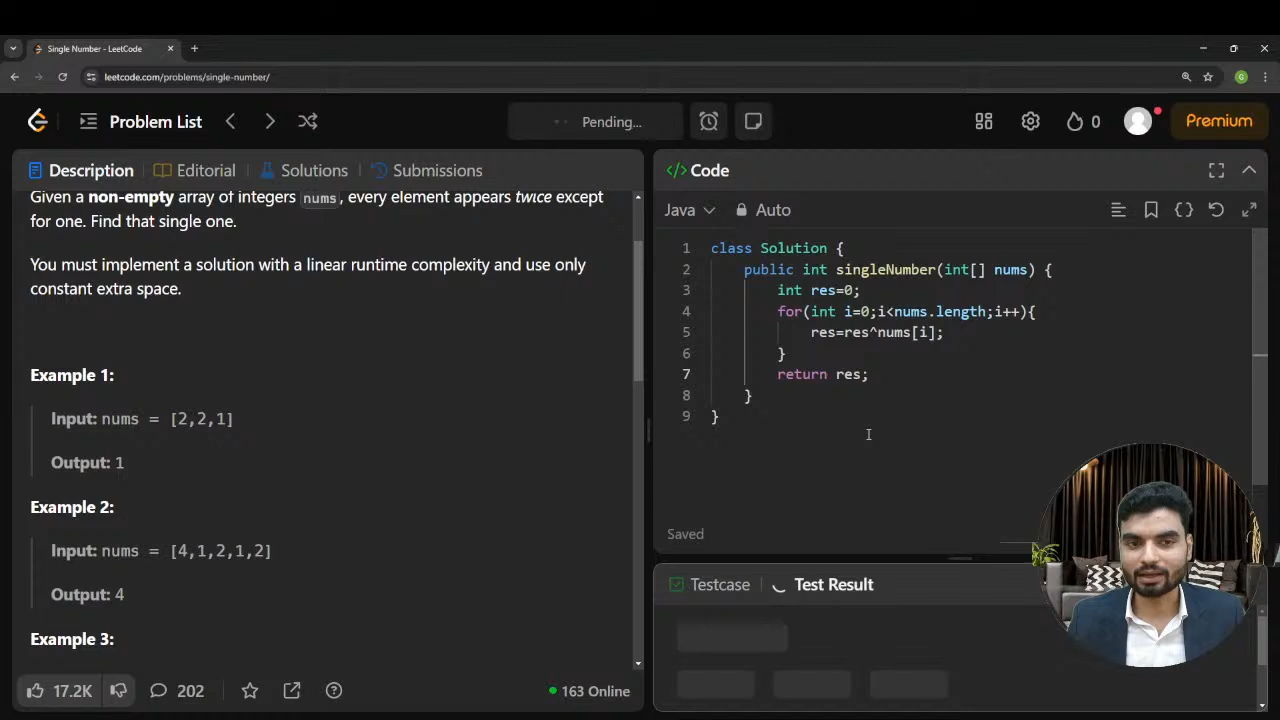 Single Number - LeetCode
leetcode.com/problems/single-number/
G
Problem List
Pending...
0
Premium
Description
Editorial
Solutions
Submissions
Given a non-empty array of integers nums, every element appears twice except
for one. Find that single one.
You must implement a solution with a linear runtime complexity and use only
constant extra space.
Example 1:
Input: nums = [2,2,1]
Output: 1
Example 2:
Input: nums = [4,1,2,1,2]
Output: 4
Example 3:
17.2K
202
163 Online
</> Code
Java
Auto
1 class Solution {
2 public int singleNumber(int[] nums) {
3 int res=0;
4 for(int i=0;i<nums.length;i++){
5 res=res^nums[i];
6 }
7 return res;
8 }
9 }
Saved
Testcase
Test Result